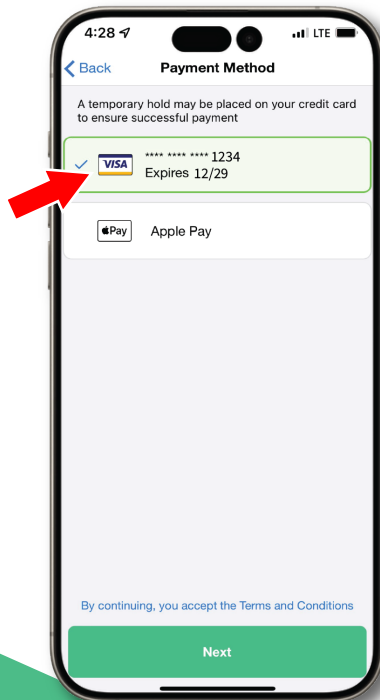 4:28 LTE
Back Payment Method
A temporary hold may be placed on your credit card
to ensure successful payment
VISA **** **** **** 1234
Expires 12/29
Pay Apple Pay
By continuing, you accept the Terms and Conditions
Next